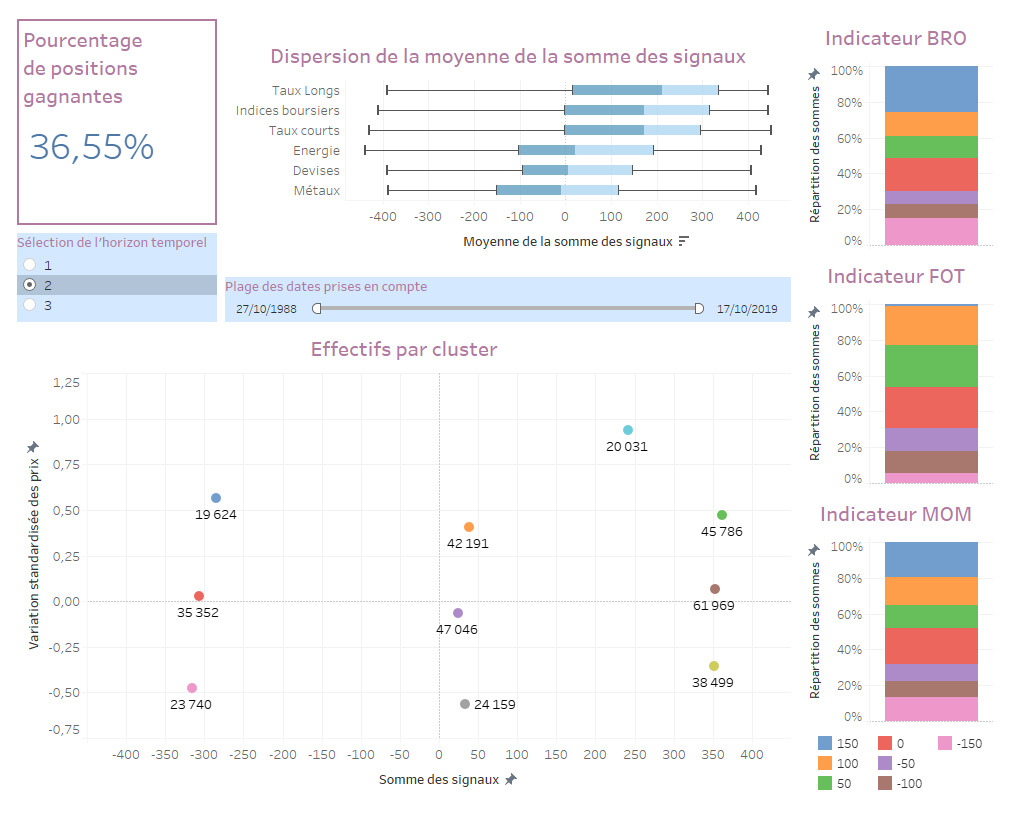 Pourcentage
de positions
gagnantes
36,55%
Sélection de l'horizon temporel
1
2
3
Dispersion de la moyenne de la somme des signaux
Taux Longs
Indices boursiers
Taux courts
Energie
Devises
Métaux
-400 -300 -200 -100 0 100 200 300 400
Moyenne de la somme des signaux
Plage des dates prises en compte
27/10/1988 17/10/2019
Effectifs par cluster
Variation standardisée des prix
1,25
1,00
0,75
0,50
0,25
0,00
-0,25
-0,50
-0,75
20 031
19 624
45 786
42 191
35 352
61 969
47 046
38 499
23 740
24 159
-400 -350 -300 -250 -200 -150 -100 -50 0 50 100 150 200 250 300 350 400
Somme des signaux
Indicateur BRO
Répartition des sommes
100%
80%
60%
40%
20%
0%
Indicateur FOT
Répartition des sommes
100%
80%
60%
40%
20%
0%
Indicateur MOM
Répartition des sommes
100%
80%
60%
40%
20%
0%
150 0 -150
100 -50
50 -100